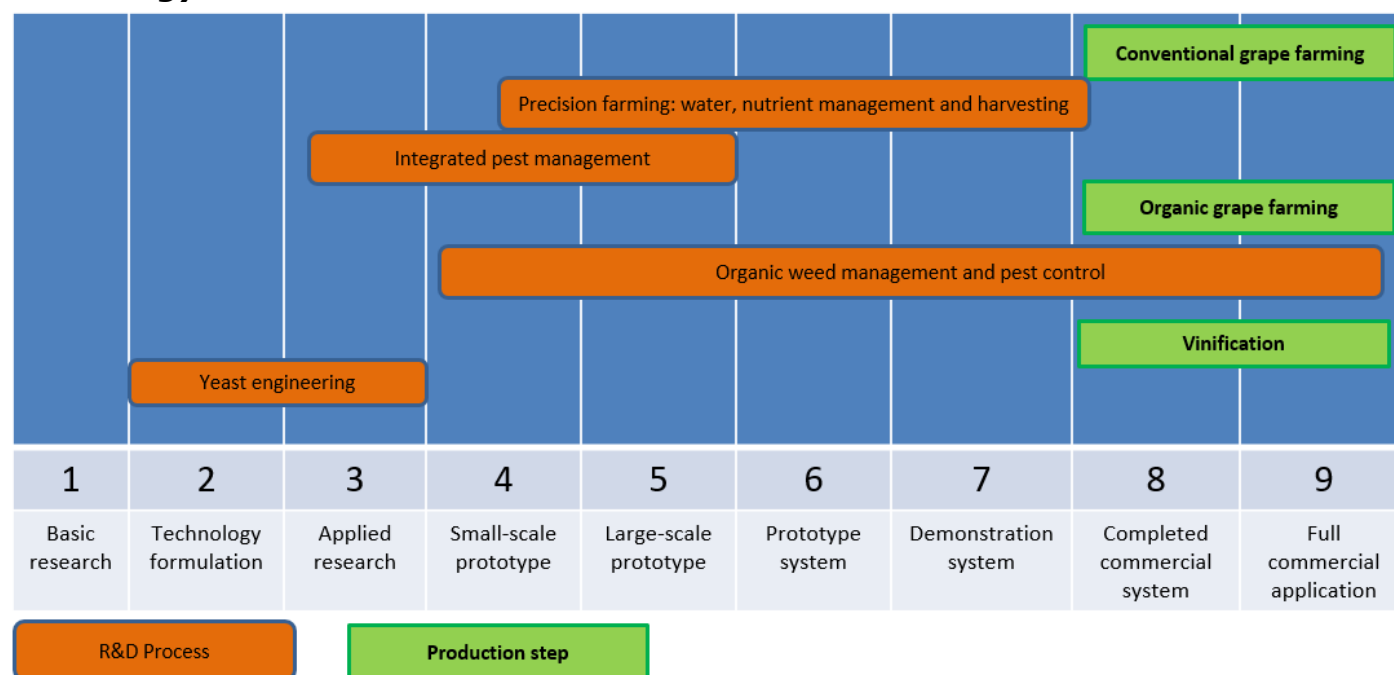 Conventional grape farming
Precision farming: water, nutrient management and harvesting
Integrated pest management
Organic grape farming
Organic weed management and pest control
Vinification
Yeast engineering
1 2 3 4 5 6 7 8 9
Basic research
Technology formulation
Applied research
Small-scale prototype
Large-scale prototype
Prototype system
Demonstration system
Completed commercial system
Full commercial application
R&D Process
Production step